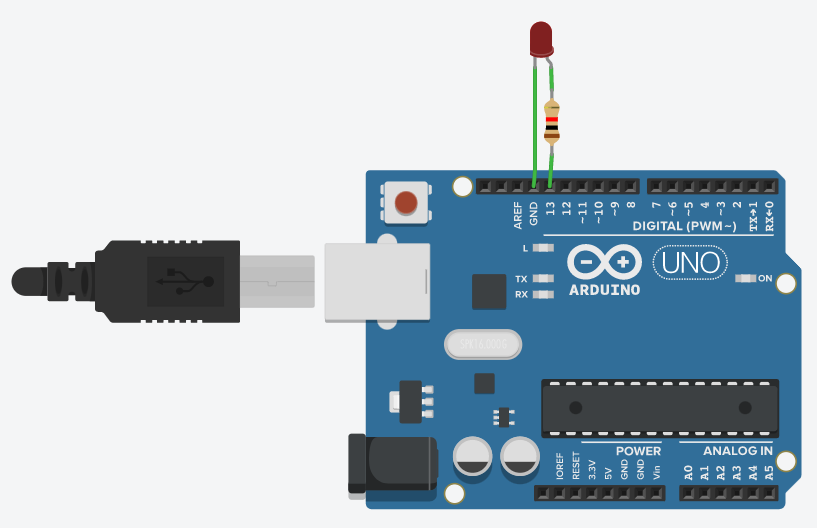 AREF
GND
13
12
~11
~10
~9
8
7
~6
~5
4
~3
2
TX→1
RX←0
DIGITAL (PWM~)
L
TX
RX
ARDUINO
UNO
ON
POWER
ANALOG IN
IOREF
RESET
3.3V
5V
GND
GND
Vin
A0
A1
A2
A3
A4
A5